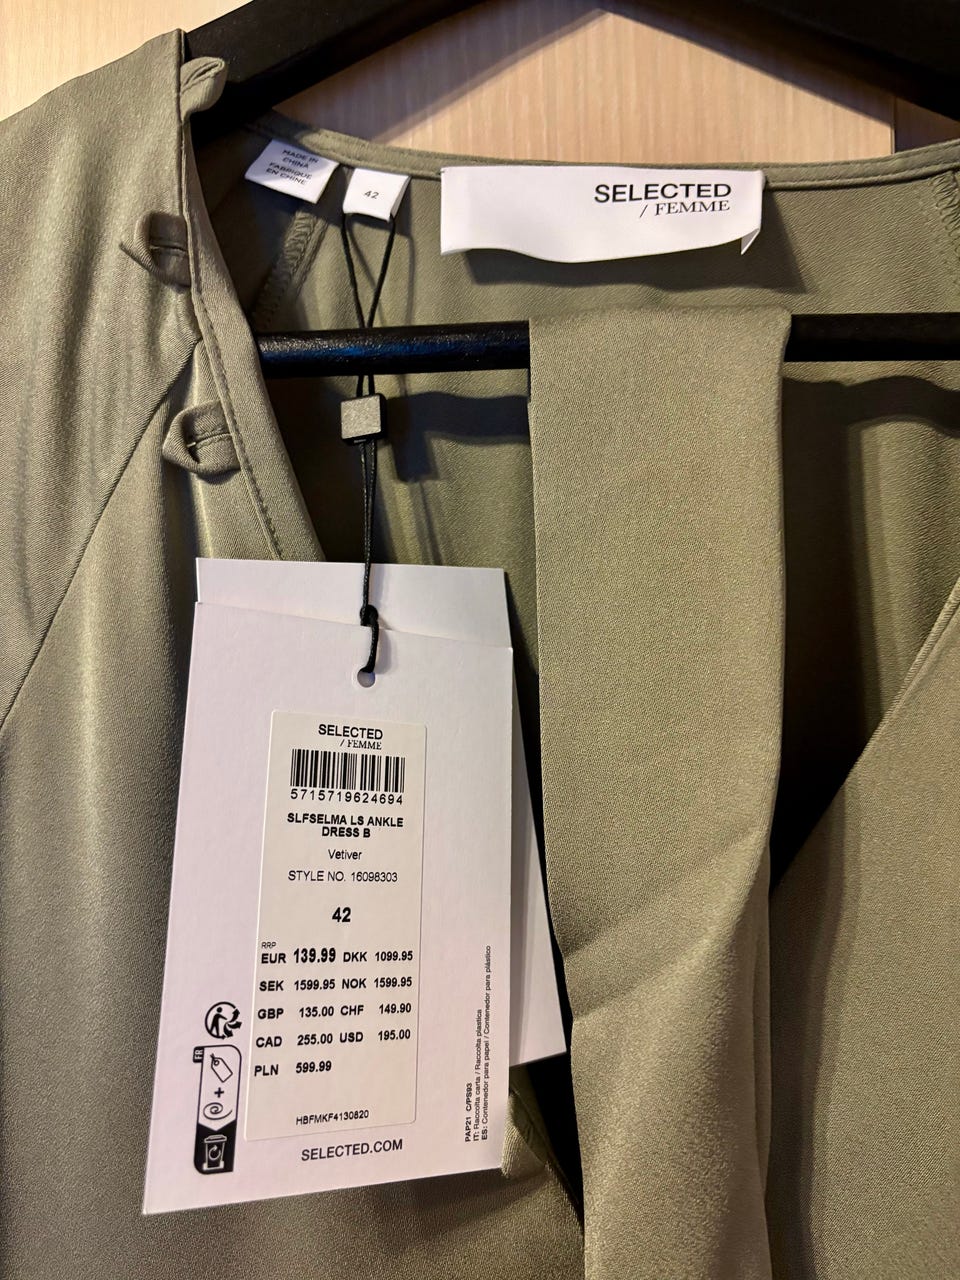 MADE IN
CHINA
FABRIQUE
EN CHINE
42
SELECTED
/ FEMME
SELECTED
/ FEMME
5715719624694
SLFSELMA LS ANKLE
DRESS B
Vetiver
STYLE NO. 16098303
42
RRP
EUR 139.99 DKK 1099.95
SEK 1599.95 NOK 1599.95
GBP 135.00 CHF 149.90
CAD 255.00 USD 195.00
PLN 599.99
HBFMKF4130820
SELECTED.COM
FR
+
PAP21 C/PS93
IT: Raccolta carta / Raccolta plastica
ES: Contenedor para papel / Contenedor para plástico